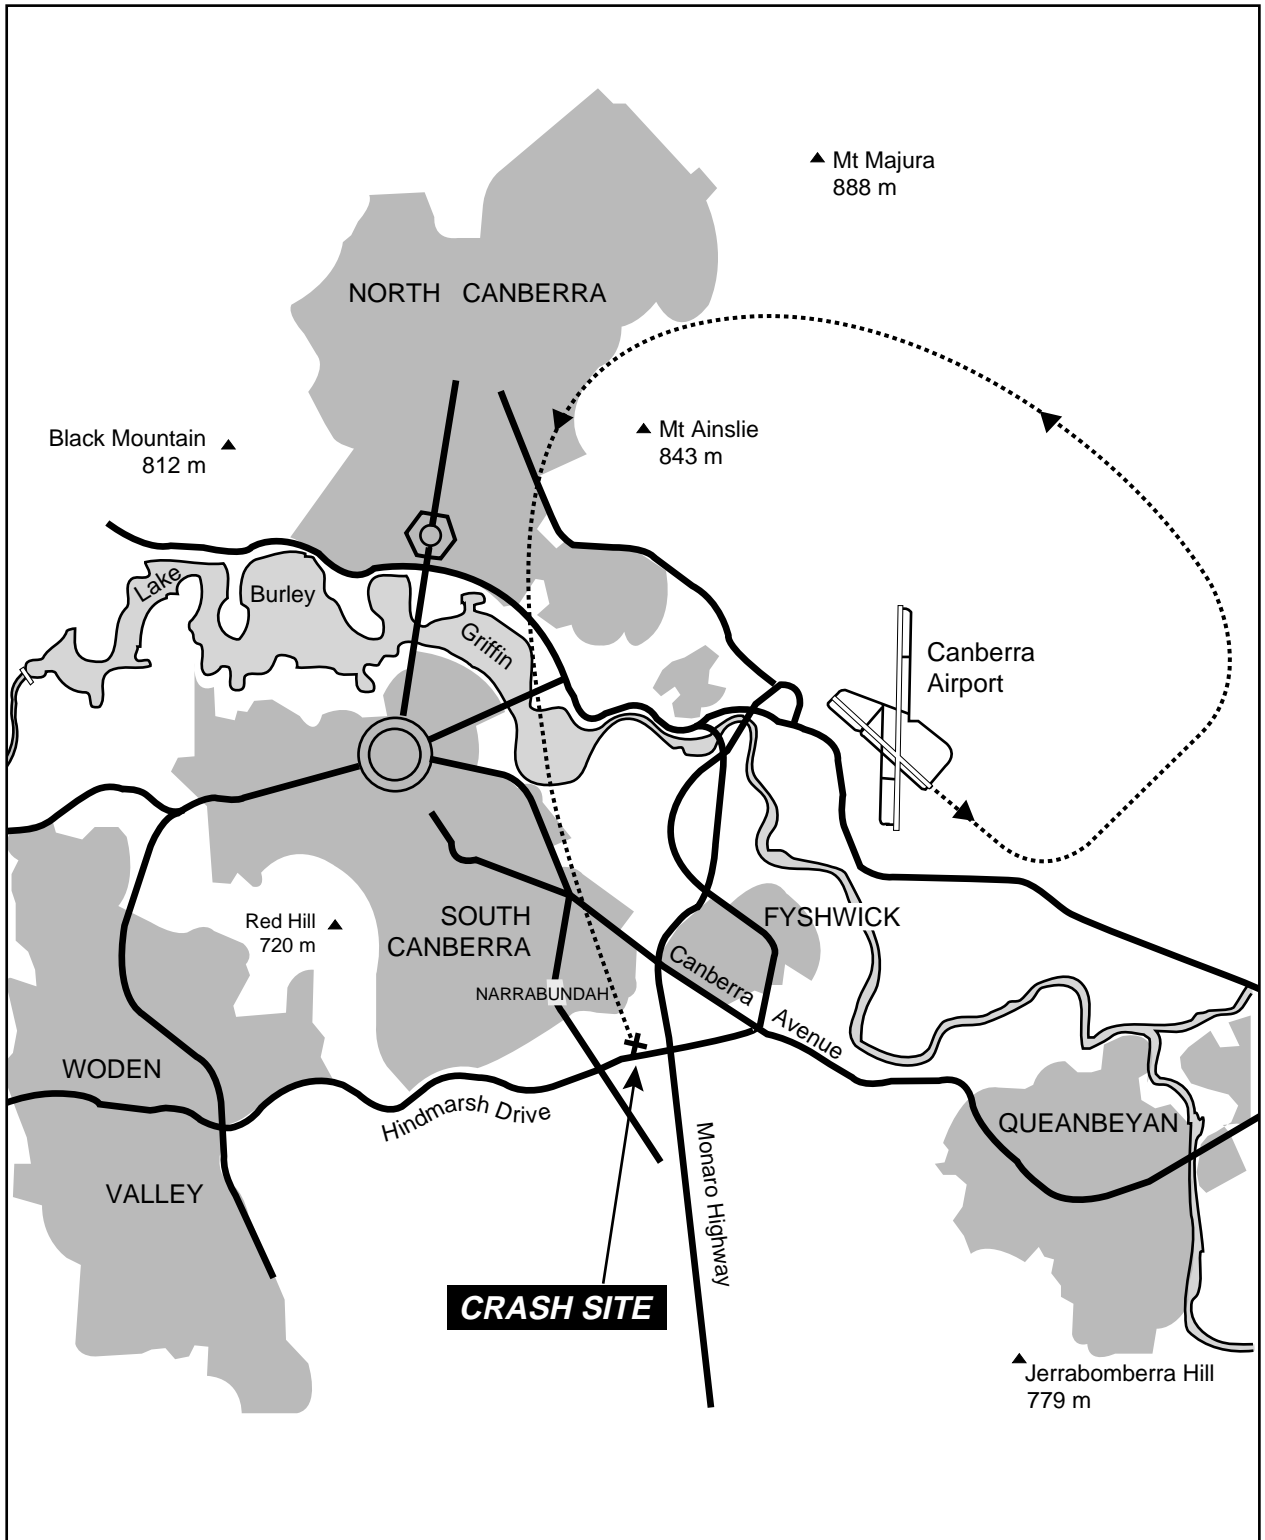 Mt Majura
888 m
NORTH CANBERRA
Black Mountain
812 m
Mt Ainslie
843 m
Lake
Burley
Griffin
Canberra
Airport
Red Hill
720 m
SOUTH
CANBERRA
FYSHWICK
NARRABUNDAH
Canberra
Avenue
WODEN
VALLEY
Hindmarsh Drive
Monaro Highway
QUEANBEYAN
CRASH SITE
Jerrabomberra Hill
779 m